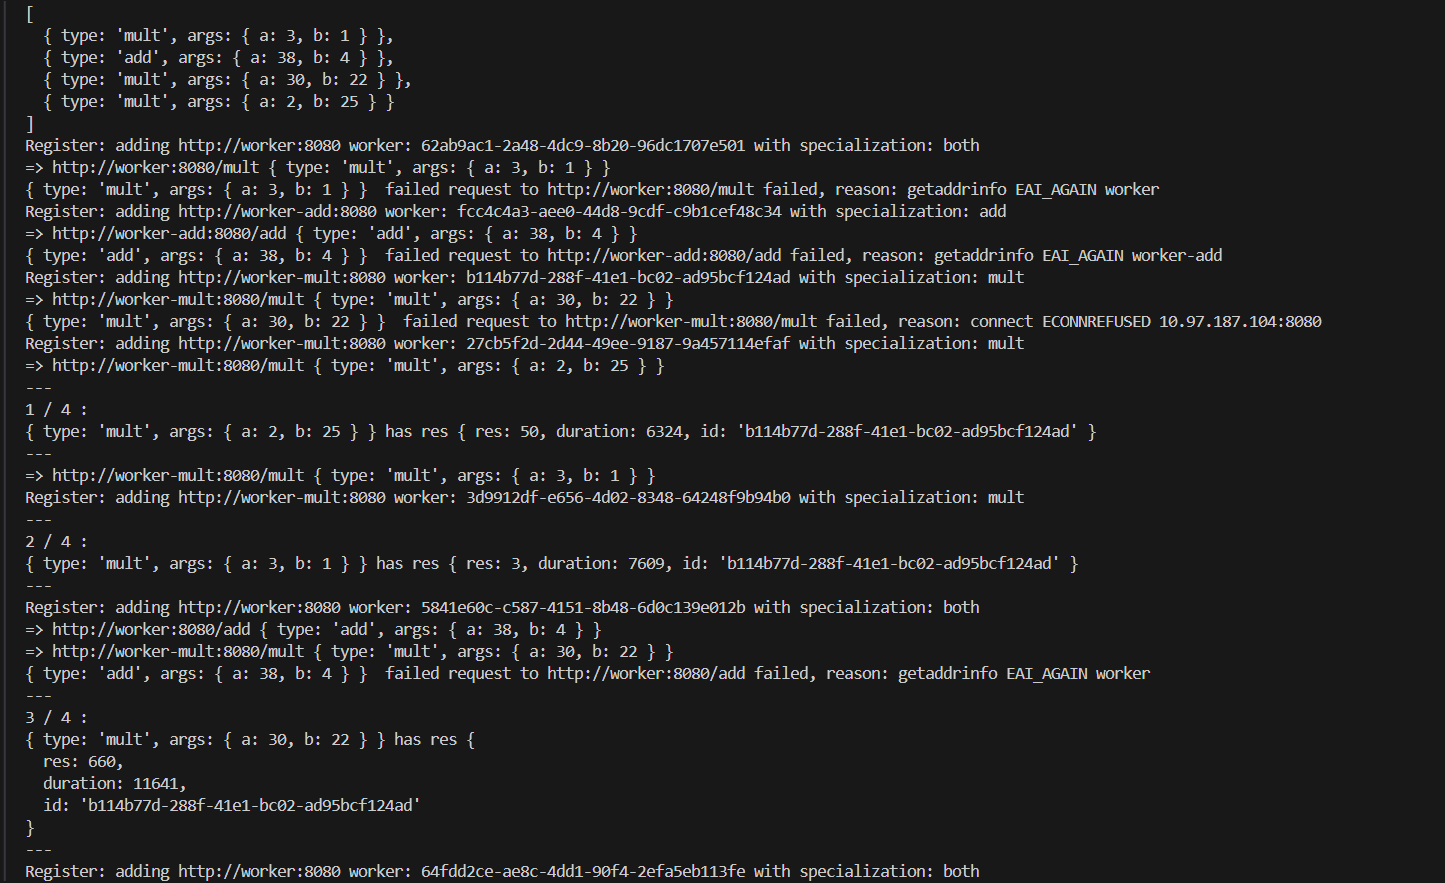 [
  { type: 'mult', args: { a: 3, b: 1 } },
  { type: 'add', args: { a: 38, b: 4 } },
  { type: 'mult', args: { a: 30, b: 22 } },
  { type: 'mult', args: { a: 2, b: 25 } }
]
Register: adding http://worker:8080 worker: 62ab9ac1-2a48-4dc9-8b20-96dc1707e501 with specialization: both
=> http://worker:8080/mult { type: 'mult', args: { a: 3, b: 1 } }
{ type: 'mult', args: { a: 3, b: 1 } }  failed request to http://worker:8080/mult failed, reason: getaddrinfo EAI_AGAIN worker
Register: adding http://worker-add:8080 worker: fcc4c4a3-aee0-44d8-9cdf-c9b1cef48c34 with specialization: add
=> http://worker-add:8080/add { type: 'add', args: { a: 38, b: 4 } }
{ type: 'add', args: { a: 38, b: 4 } }  failed request to http://worker-add:8080/add failed, reason: getaddrinfo EAI_AGAIN worker-add
Register: adding http://worker-mult:8080 worker: b114b77d-288f-41e1-bc02-ad95bcf124ad with specialization: mult
=> http://worker-mult:8080/mult { type: 'mult', args: { a: 30, b: 22 } }
{ type: 'mult', args: { a: 30, b: 22 } }  failed request to http://worker-mult:8080/mult failed, reason: connect ECONNREFUSED 10.97.187.104:8080
Register: adding http://worker-mult:8080 worker: 27cb5f2d-2d44-49ee-9187-9a457114efaf with specialization: mult
=> http://worker-mult:8080/mult { type: 'mult', args: { a: 2, b: 25 } }
---
1 / 4 :
{ type: 'mult', args: { a: 2, b: 25 } } has res { res: 50, duration: 6324, id: 'b114b77d-288f-41e1-bc02-ad95bcf124ad' }
---
=> http://worker-mult:8080/mult { type: 'mult', args: { a: 3, b: 1 } }
Register: adding http://worker-mult:8080 worker: 3d9912df-e656-4d02-8348-64248f9b94b0 with specialization: mult
---
2 / 4 :
{ type: 'mult', args: { a: 3, b: 1 } } has res { res: 3, duration: 7609, id: 'b114b77d-288f-41e1-bc02-ad95bcf124ad' }
---
Register: adding http://worker:8080 worker: 5841e60c-c587-4151-8b48-6d0c139e012b with specialization: both
=> http://worker:8080/add { type: 'add', args: { a: 38, b: 4 } }
=> http://worker-mult:8080/mult { type: 'mult', args: { a: 30, b: 22 } }
{ type: 'add', args: { a: 38, b: 4 } }  failed request to http://worker:8080/add failed, reason: getaddrinfo EAI_AGAIN worker
---
3 / 4 :
{ type: 'mult', args: { a: 30, b: 22 } } has res {
  res: 660,
  duration: 11641,
  id: 'b114b77d-288f-41e1-bc02-ad95bcf124ad'
}
---
Register: adding http://worker:8080 worker: 64fdd2ce-ae8c-4dd1-90f4-2efa5eb113fe with specialization: both